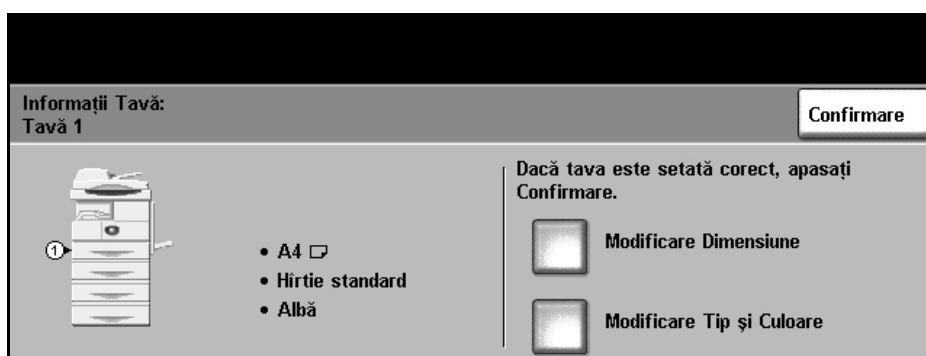 Informații Tavă:
Tavă 1
Confirmare
1
• A4
• Hîrtie standard
• Albă
Dacă tava este setată corect, apasați
Confirmare.
Modificare Dimensiune
Modificare Tip și Culoare